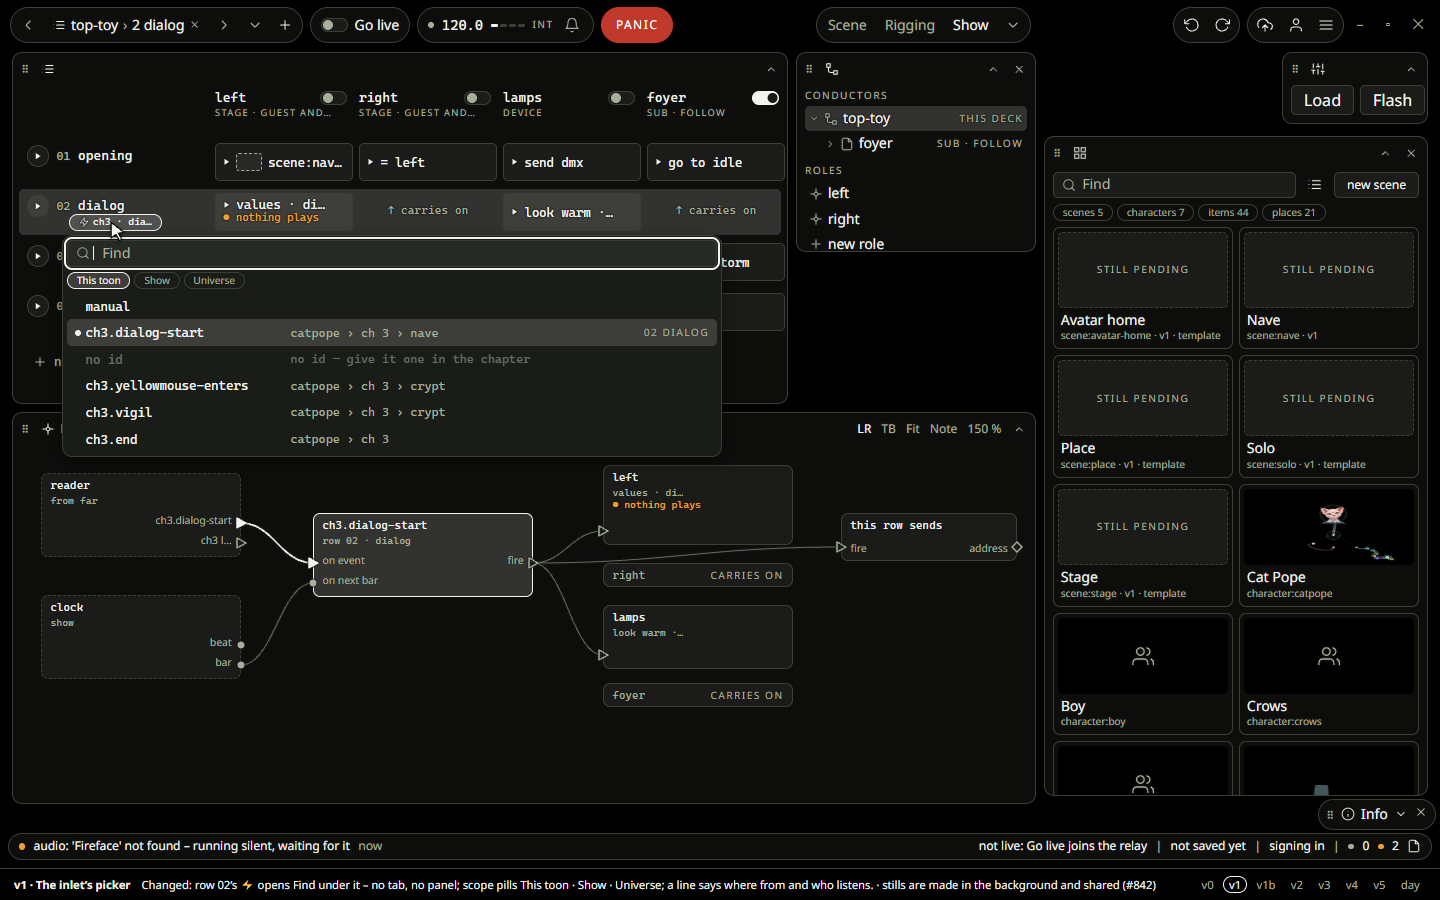 top-toy › 2 dialog ×
Go live
120.0 INT
PANIC
Scene Rigging Show
left
STAGE · GUEST AND…
right
STAGE · GUEST AND…
lamps
DEVICE
foyer
SUB · FOLLOW
01 opening
scene:nav…
= left
send dmx
go to idle
02 dialog
ch3 · dia…
values · di…
nothing plays
↑ carries on
look warm ·…
↑ carries on
Find
This toon Show Universe
manual
ch3.dialog-start catpope › ch 3 › nave 02 DIALOG
no id no id – give it one in the chapter
ch3.yellowmouse-enters catpope › ch 3 › crypt
ch3.vigil catpope › ch 3 › crypt
ch3.end catpope › ch 3
torm
CONDUCTORS
top-toy THIS DECK
foyer SUB · FOLLOW
ROLES
left
right
new role
Load Flash
Find
new scene
scenes 5 characters 7 items 44 places 21
STILL PENDING
Avatar home
scene:avatar-home · v1 · template
STILL PENDING
Nave
scene:nave · v1
STILL PENDING
Place
scene:place · v1 · template
STILL PENDING
Solo
scene:solo · v1 · template
STILL PENDING
Stage
scene:stage · v1 · template
Cat Pope
character:catpope
Boy
character:boy
Crows
character:crows
LR TB Fit Note 150 %
reader
from far
ch3.dialog-start
ch3 l…
clock
show
beat
bar
ch3.dialog-start
row 02 · dialog
on event fire
on next bar
left
values · di…
nothing plays
right CARRIES ON
lamps
look warm ·…
foyer CARRIES ON
this row sends
fire address
Info
audio: 'Fireface' not found – running silent, waiting for it now
not live: Go live joins the relay | not saved yet | signing in | 0 2
v1 · The inlet's picker Changed: row 02's ⚡ opens Find under it – no tab, no panel; scope pills This toon · Show · Universe; a line says where from and who listens. · stills are made in the background and shared (#842)
v0 v1 v1b v2 v3 v4 v5 day